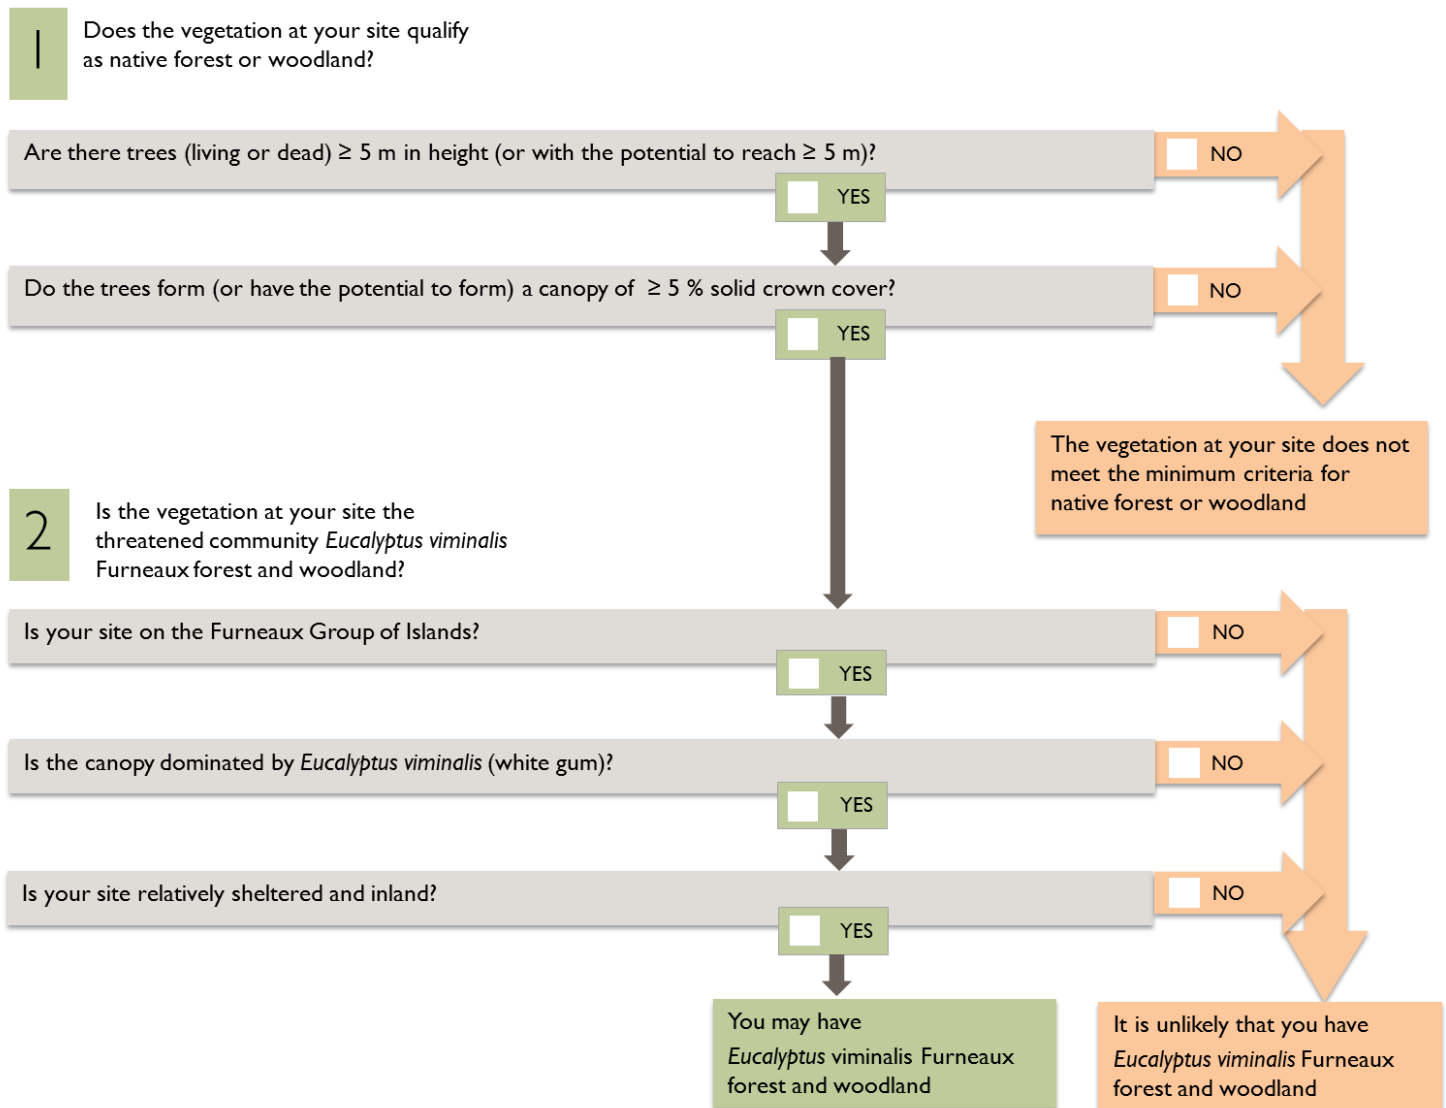 1
Does the vegetation at your site qualify
as native forest or woodland?
Are there trees (living or dead) ≥ 5 m in height (or with the potential to reach ≥ 5 m)?
NO
YES
Do the trees form (or have the potential to form) a canopy of ≥ 5 % solid crown cover?
NO
YES
The vegetation at your site does not
meet the minimum criteria for
native forest or woodland
2
Is the vegetation at your site the
threatened community Eucalyptus viminalis
Furneaux forest and woodland?
Is your site on the Furneaux Group of Islands?
NO
YES
Is the canopy dominated by Eucalyptus viminalis (white gum)?
NO
YES
Is your site relatively sheltered and inland?
NO
YES
You may have
Eucalyptus viminalis Furneaux
forest and woodland
It is unlikely that you have
Eucalyptus viminalis Furneaux
forest and woodland